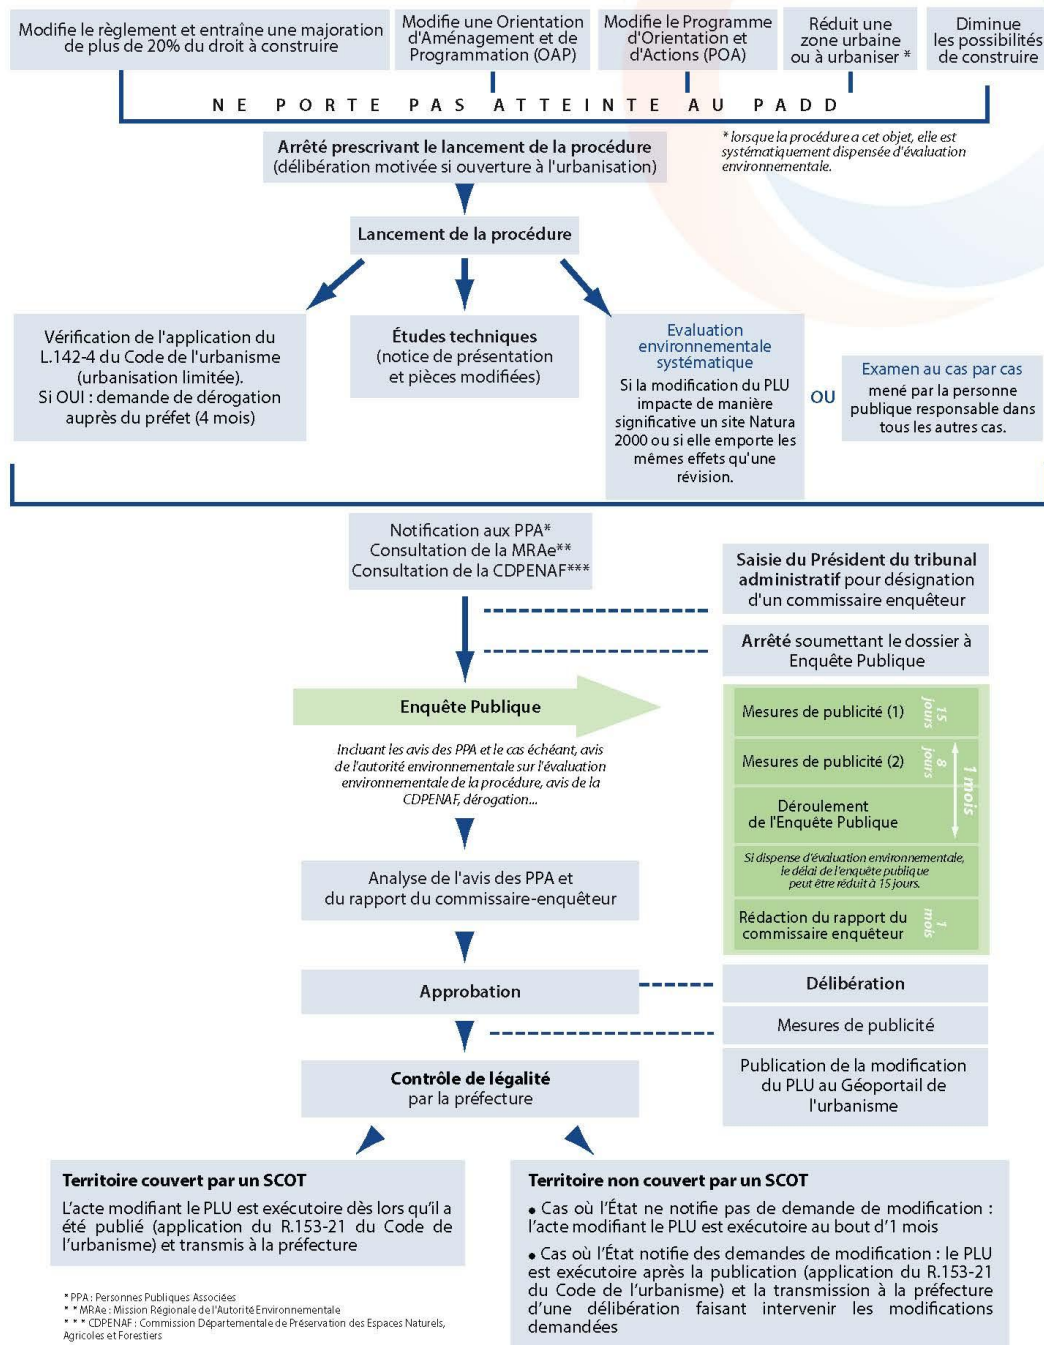 Modifie le règlement et entraîne une majoration
de plus de 20% du droit à construire
Modifie une Orientation
d'Aménagement et de
Programmation (OAP)
Modifie le Programme
d'Orientation et
d'Actions (POA)
Réduit une
zone urbaine
ou à urbaniser *
Diminue
les possibilités
de construire
NE PORTE PAS ATTEINTE AU PADD
Arrêté prescrivant le lancement de la procédure
(délibération motivée si ouverture à l'urbanisation)
* lorsque la procédure a cet objet, elle est
systématiquement dispensée d'évaluation
environnementale.
Lancement de la procédure
Vérification de l'application du
L.142-4 du Code de l'urbanisme
(urbanisation limitée).
Si OUI : demande de dérogation
auprès du préfet (4 mois)
Études techniques
(notice de présentation
et pièces modifiées)
Evaluation
environnementale
systématique
Si la modification du PLU
impacte de manière
significative un site Natura
2000 ou si elle emporte les
mêmes effets qu'une
révision.
OU
Examen au cas par cas
mené par la personne
publique responsable dans
tous les autres cas.
Notification aux PPA*
Consultation de la MRAe**
Consultation de la CDPENAF***
Saisie du Président du tribunal
administratif pour désignation
d'un commissaire enquêteur
Arrêté soumettant le dossier à
Enquête Publique
Enquête Publique
Incluant les avis des PPA et le cas échéant, avis
de l'autorité environnementale sur l'évaluation
environnementale de la procédure, avis de la
CDPENAF, dérogation...
Mesures de publicité (1)
15
jours
Mesures de publicité (2)
8
jours
1 mois
Déroulement
de l'Enquête Publique
Si dispense d'évaluation environnementale,
le délai de l'enquête publique
peut être réduit à 15 jours.
Rédaction du rapport du
commissaire enquêteur
1
mois
Analyse de l'avis des PPA et
du rapport du commissaire-enquêteur
Approbation
Délibération
Mesures de publicité
Contrôle de légalité
par la préfecture
Publication de la modification
du PLU au Géoportail de
l'urbanisme
Territoire couvert par un SCOT
L'acte modifiant le PLU est exécutoire dès lors qu'il a
été publié (application du R.153-21 du Code de
l'urbanisme) et transmis à la préfecture
Territoire non couvert par un SCOT
● Cas où l'État ne notifie pas de demande de modification :
l'acte modifiant le PLU est exécutoire au bout d'1 mois
● Cas où l'État notifie des demandes de modification : le PLU
est exécutoire après la publication (application du R.153-21
du Code de l'urbanisme) et la transmission à la préfecture
d'une délibération faisant intervenir les modifications
demandées
* PPA : Personnes Publiques Associées
* * MRAe : Mission Régionale de l'Autorité Environnementale
* * * CDPENAF : Commission Départementale de Préservation des Espaces Naturels,
Agricoles et Forestiers